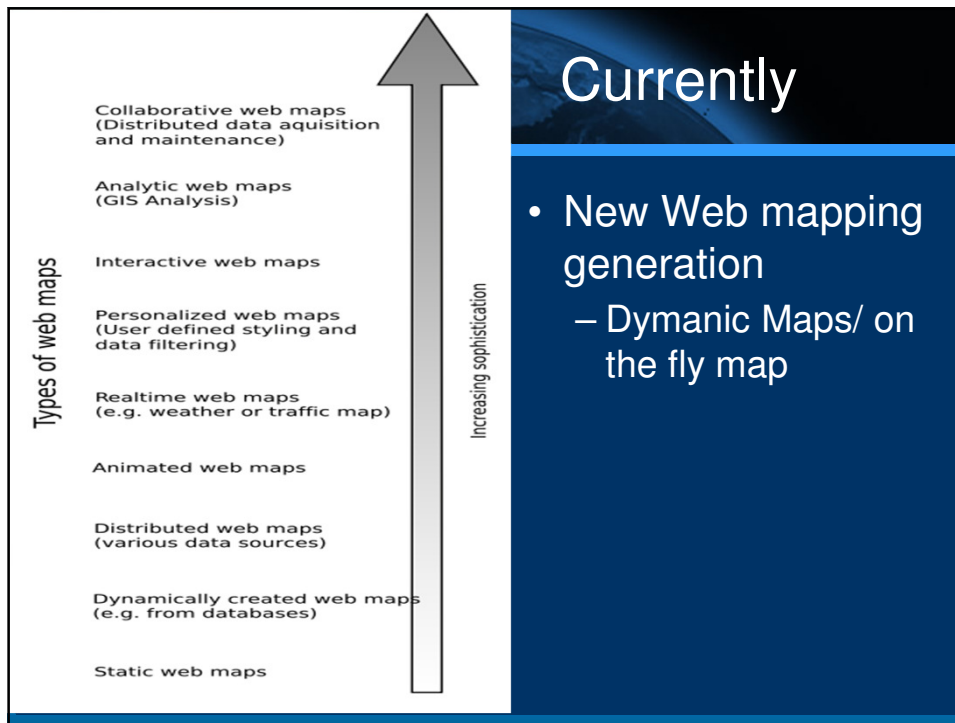 Types of web maps
Collaborative web maps
(Distributed data aquisition
and maintenance)
Analytic web maps
(GIS Analysis)
Interactive web maps
Personalized web maps
(User defined styling and
data filtering)
Realtime web maps
(e.g. weather or traffic map)
Animated web maps
Distributed web maps
(various data sources)
Dynamically created web maps
(e.g. from databases)
Static web maps
Increasing sophistication
Currently
• New Web mapping
generation
– Dymanic Maps/ on
the fly map